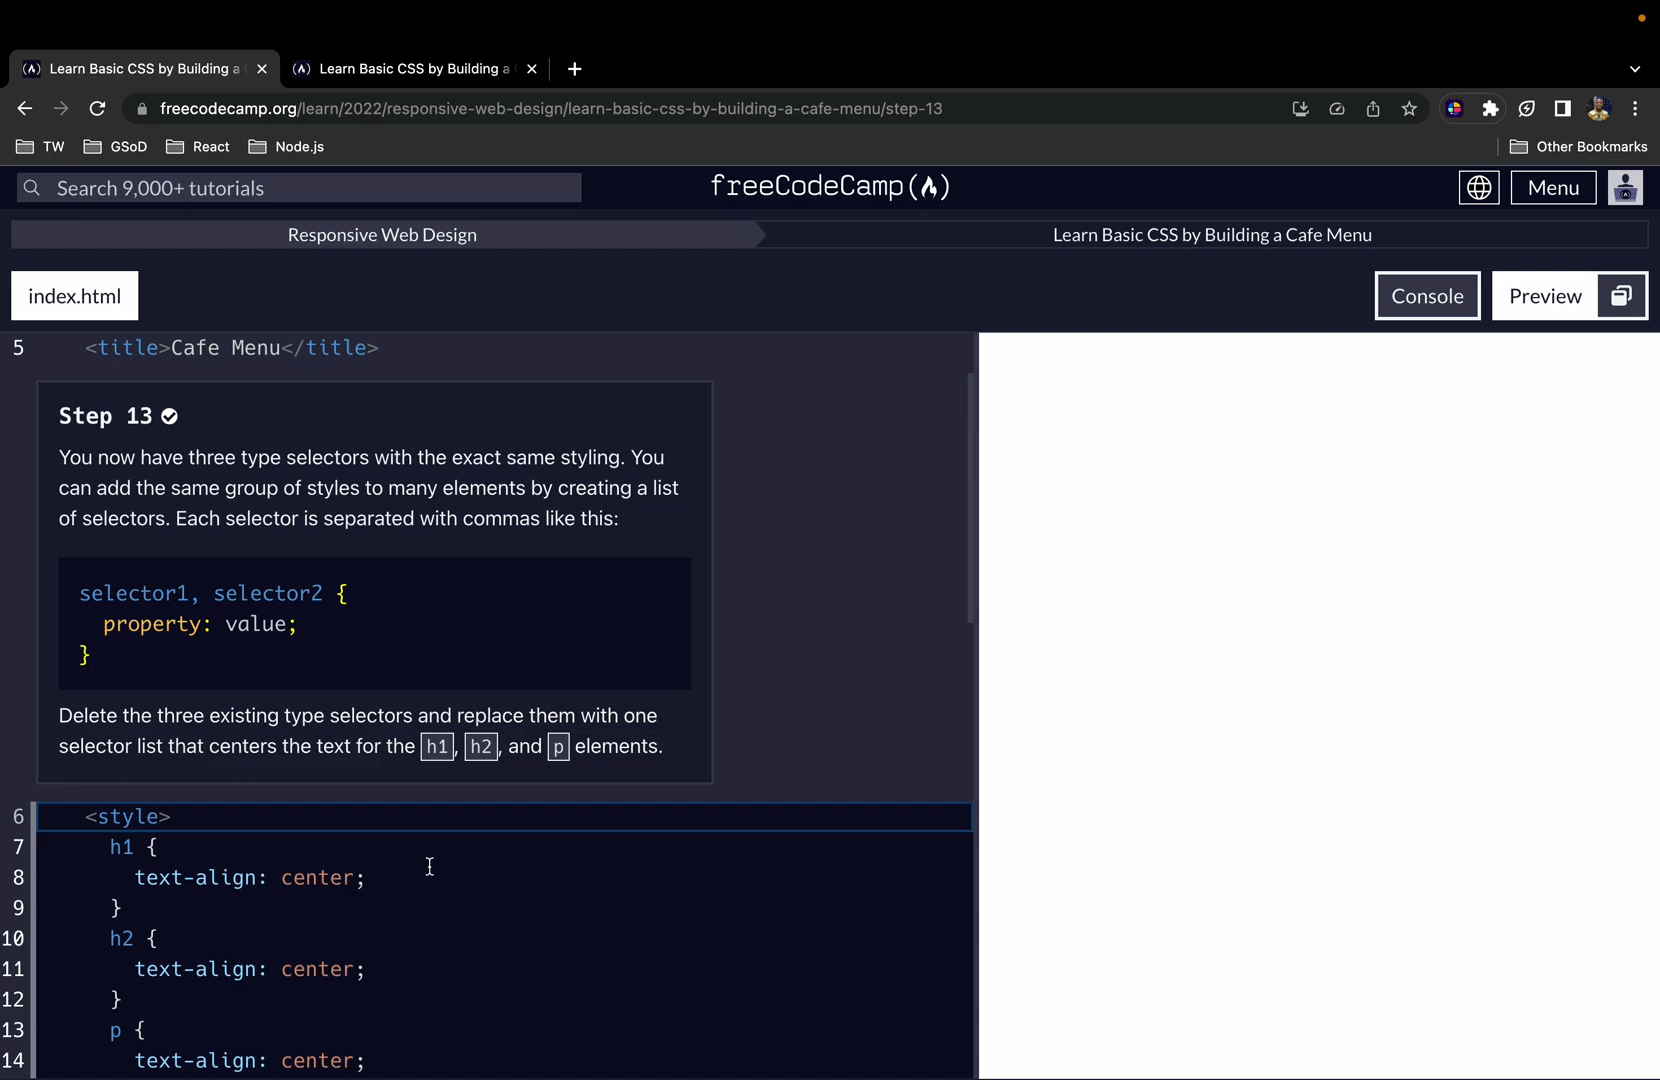 Learn Basic CSS by Building a
Learn Basic CSS by Building a
freecodecamp.org/learn/2022/responsive-web-design/learn-basic-css-by-building-a-cafe-menu/step-13
TW GSoD React Node.js Other Bookmarks
Search 9,000+ tutorials freeCodeCamp Menu
Responsive Web Design Learn Basic CSS by Building a Cafe Menu
index.html Console Preview
5 <title>Cafe Menu</title>
Step 13
You now have three type selectors with the exact same styling. You
can add the same group of styles to many elements by creating a list
of selectors. Each selector is separated with commas like this:
selector1, selector2 {
property: value;
}
Delete the three existing type selectors and replace them with one
selector list that centers the text for the h1, h2, and p elements.
6 <style>
7 h1 {
8 text-align: center;
9 }
10 h2 {
11 text-align: center;
12 }
13 p {
14 text-align: center;